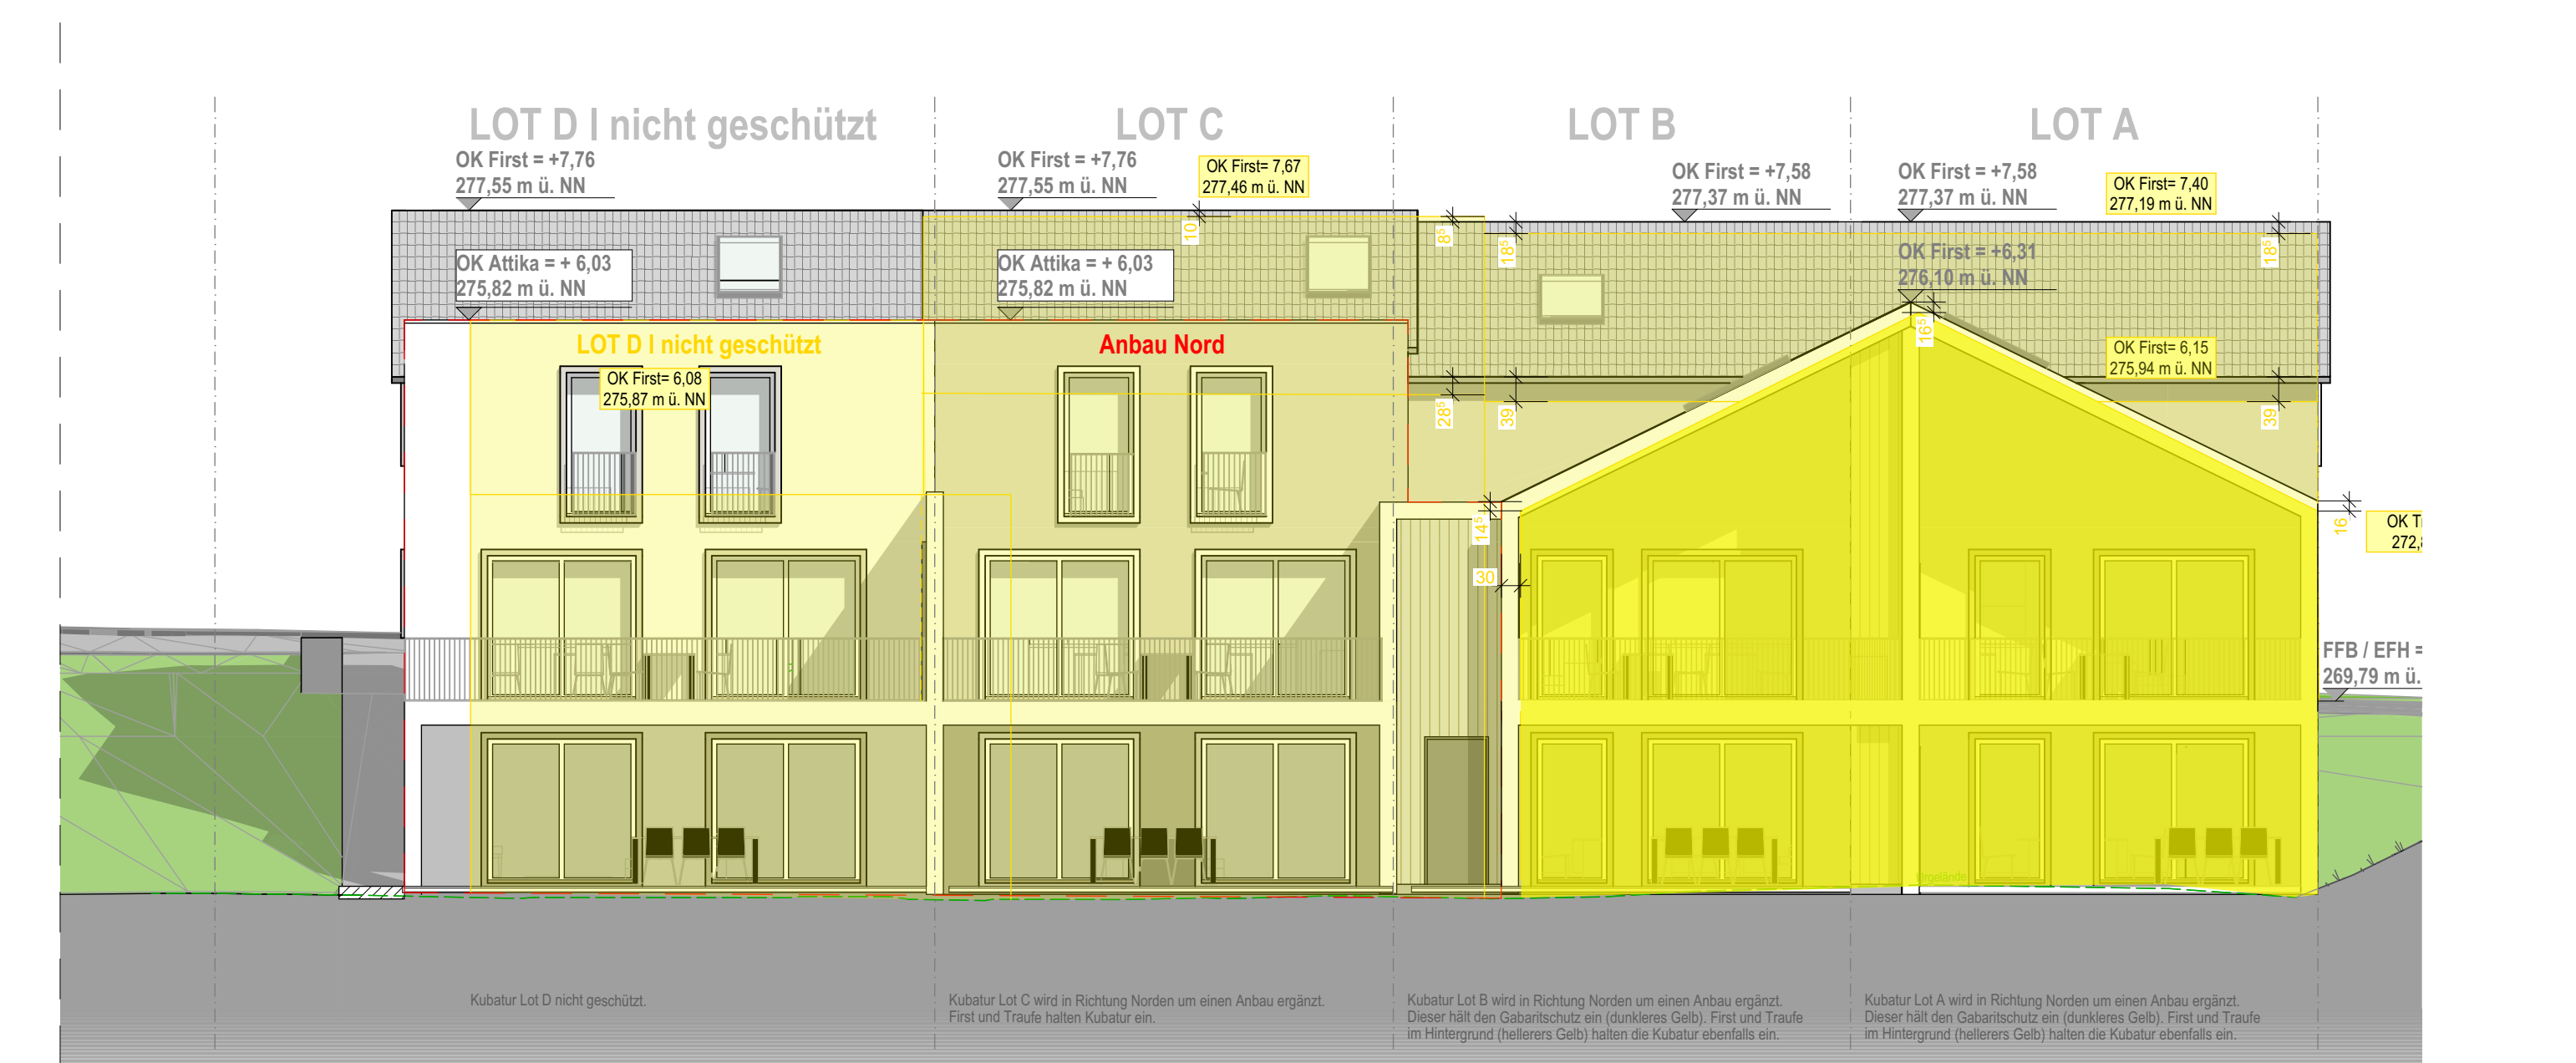 LOT D I nicht geschützt
LOT C
LOT B
LOT A
OK First = +7,76
277,55 m ü. NN
OK First = +7,76
277,55 m ü. NN
OK First= 7,67
277,46 m ü. NN
OK First = +7,58
277,37 m ü. NN
OK First = +7,58
277,37 m ü. NN
OK First= 7,40
277,19 m ü. NN
10
8⁵
18⁵
18⁵
OK Attika = + 6,03
275,82 m ü. NN
OK Attika = + 6,03
275,82 m ü. NN
OK First = +6,31
276,10 m ü. NN
LOT D I nicht geschützt
Anbau Nord
16⁵
OK First= 6,15
275,94 m ü. NN
OK First= 6,08
275,87 m ü. NN
28⁵
39
39
14⁵
16
OK T
272,
30
FFB / EFH =
269,79 m ü.
Urgelände
Kubatur Lot D nicht geschützt.
Kubatur Lot C wird in Richtung Norden um einen Anbau ergänzt.
First und Traufe halten Kubatur ein.
Kubatur Lot B wird in Richtung Norden um einen Anbau ergänzt.
Dieser hält den Gabaritschutz ein (dunkleres Gelb). First und Traufe
im Hintergrund (hellerers Gelb) halten die Kubatur ebenfalls ein.
Kubatur Lot A wird in Richtung Norden um einen Anbau ergänzt.
Dieser hält den Gabaritschutz ein (dunkleres Gelb). First und Traufe
im Hintergrund (hellerers Gelb) halten die Kubatur ebenfalls ein.